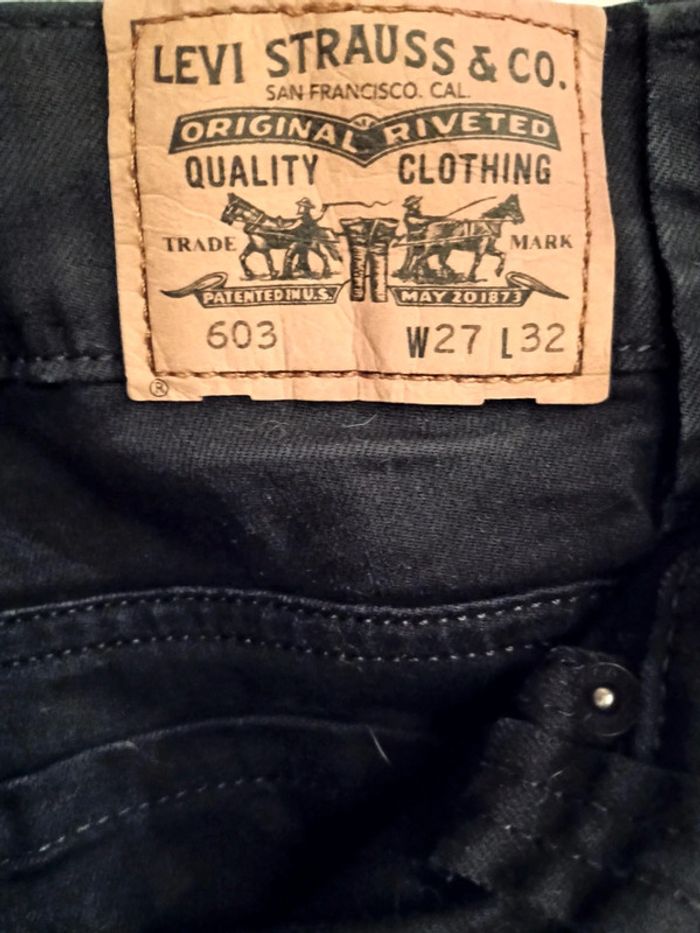 LEVI STRAUSS & CO.
SAN FRANCISCO. CAL.
ORIGINAL RIVETED
QUALITY CLOTHING
TRADE MARK
PATENTED IN U.S. MAY 20 1873
603 W27 L32
®